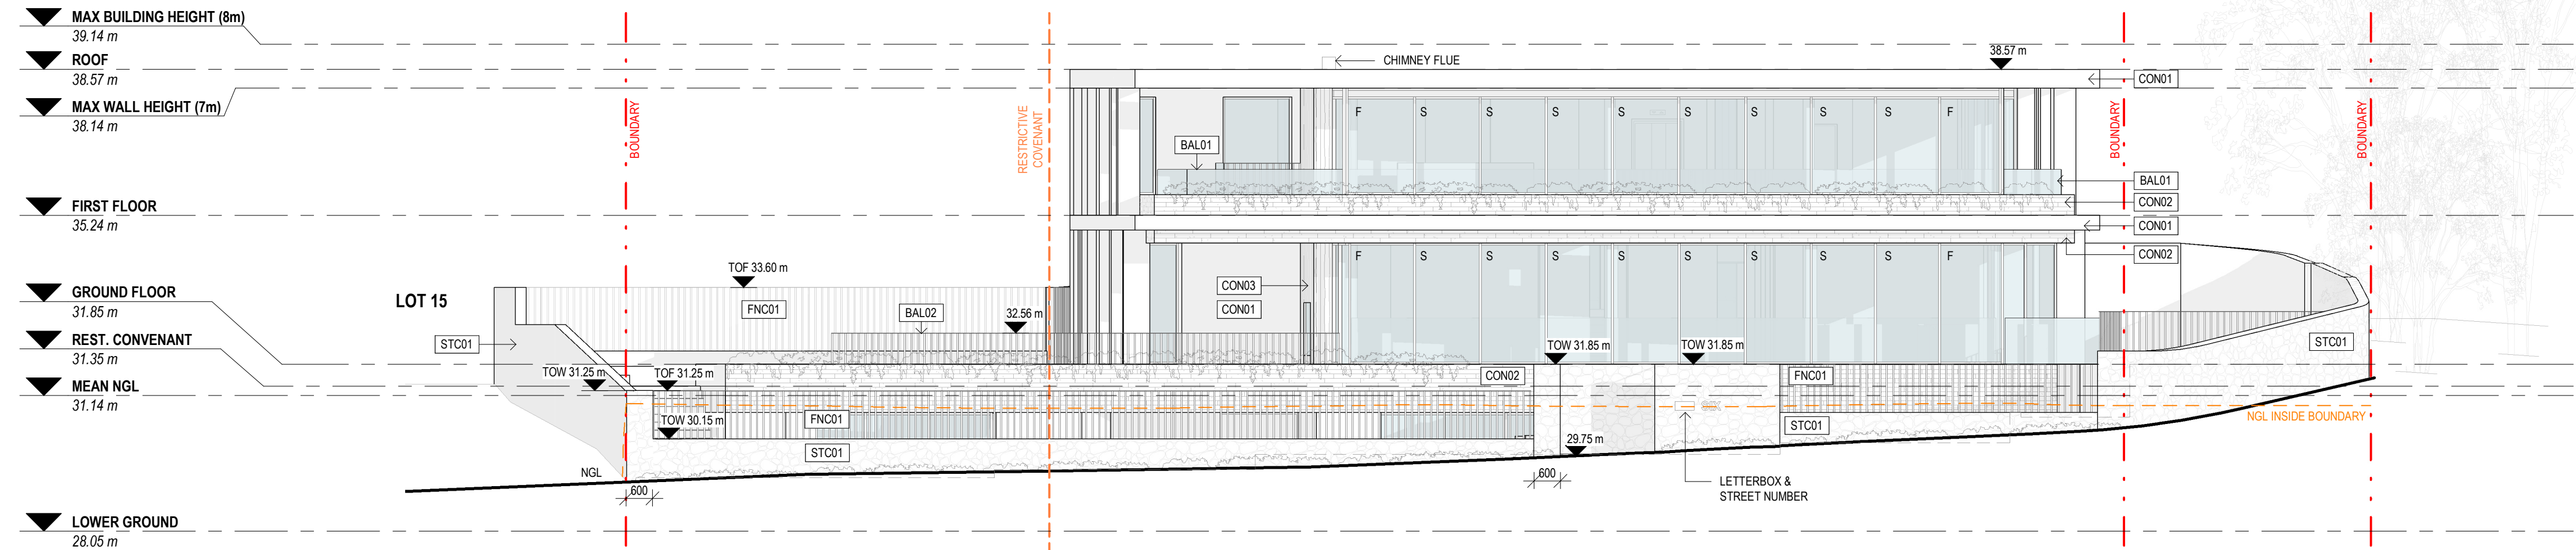 MAX BUILDING HEIGHT (8m)
39.14 m
ROOF
38.57 m
MAX WALL HEIGHT (7m)
38.14 m
FIRST FLOOR
35.24 m
GROUND FLOOR
31.85 m
REST. CONVENANT
31.35 m
MEAN NGL
31.14 m
LOWER GROUND
28.05 m
LOT 15
STC01
BOUNDARY
TOF 33.60 m
FNC01
BAL02
32.56 m
RESTRICTIVE
COVENANT
TOW 31.25 m
TOF 31.25 m
TOW 30.15 m
FNC01
STC01
NGL
600
CHIMNEY FLUE
38.57 m
CON01
BAL01
F
S
S
S
S
S
S
S
S
F
BAL01
CON02
CON01
CON02
F
S
S
S
S
S
S
S
S
F
CON03
CON01
TOW 31.85 m
TOW 31.85 m
CON02
FNC01
STC01
29.75 m
600
LETTERBOX &
STREET NUMBER
BOUNDARY
BOUNDARY
STC01
NGL INSIDE BOUNDARY